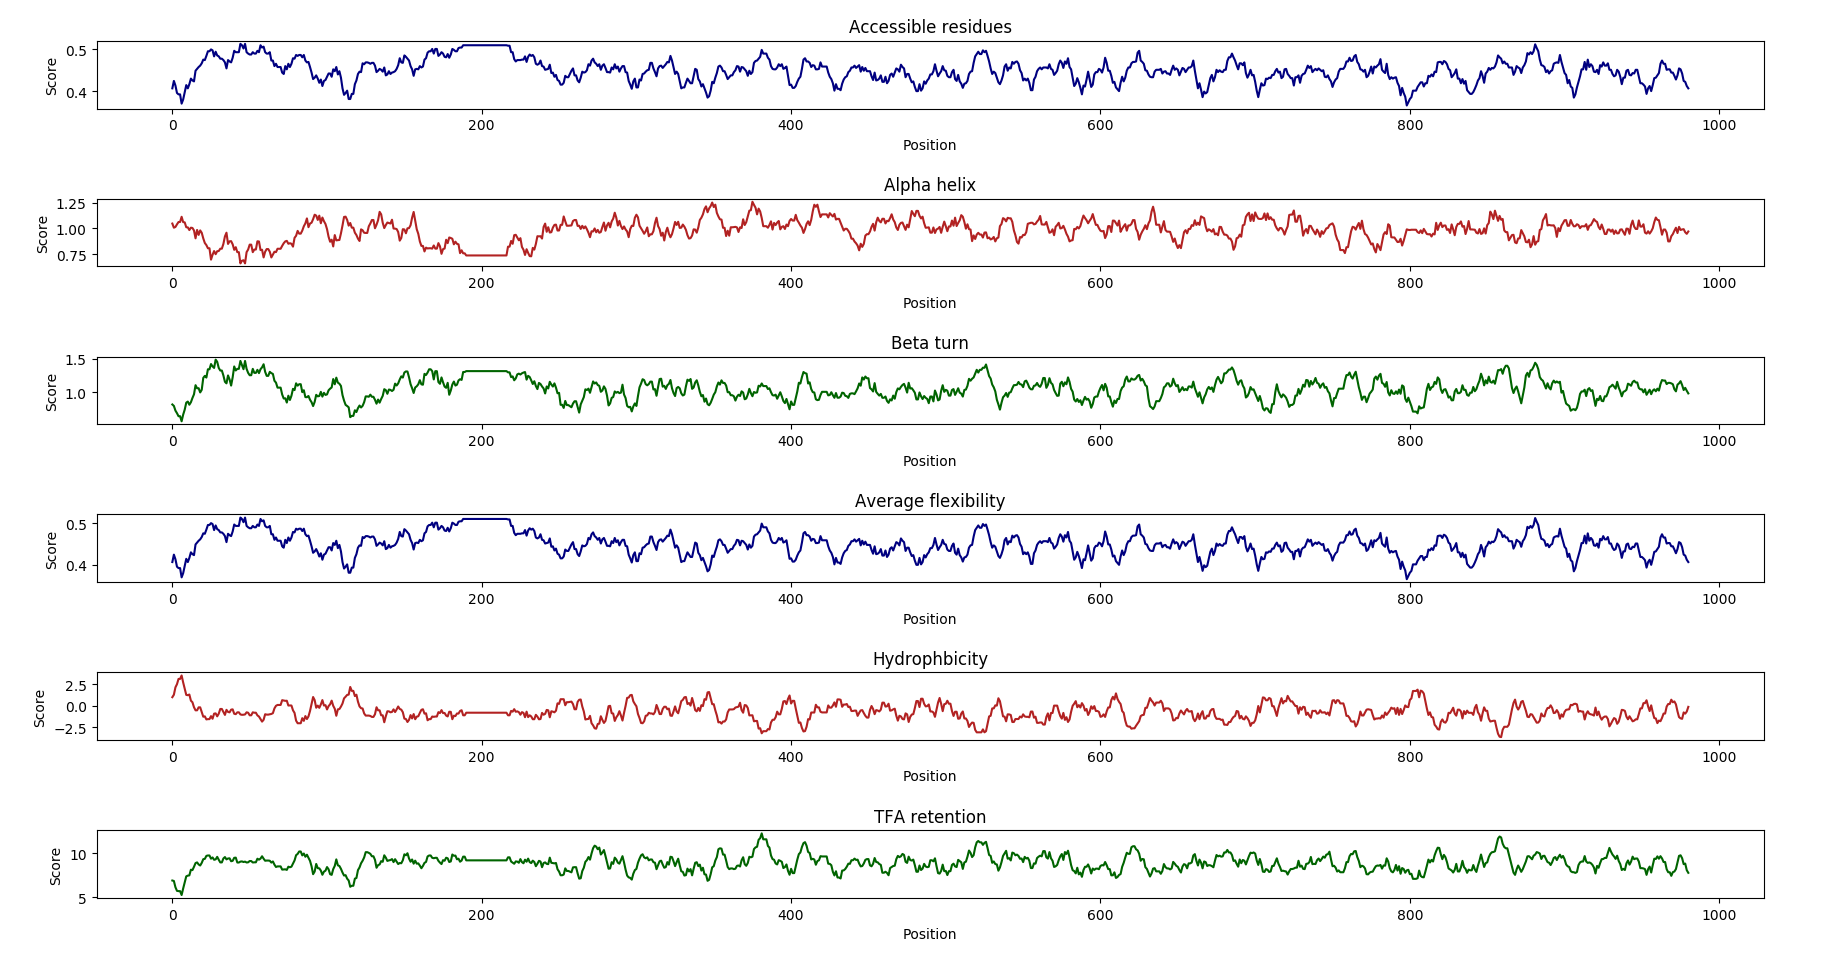 Accessible residues
0.5
0.4
Score
0 200 400 600 800 1000
Position
Alpha helix
1.25
1.00
0.75
Score
0 200 400 600 800 1000
Position
Beta turn
1.5
1.0
Score
0 200 400 600 800 1000
Position
Average flexibility
0.5
0.4
Score
0 200 400 600 800 1000
Position
Hydrophbicity
2.5
0.0
−2.5
Score
0 200 400 600 800 1000
Position
TFA retention
10
5
Score
0 200 400 600 800 1000
Position